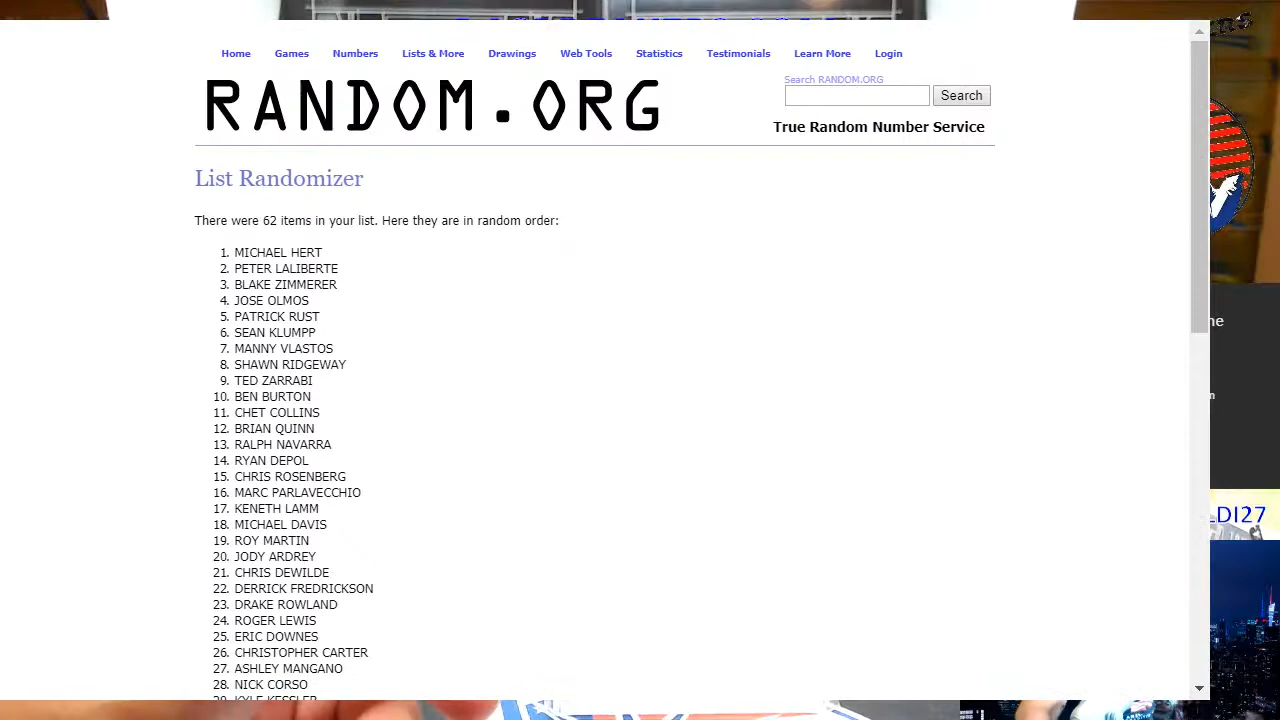 Home Games Numbers Lists & More Drawings Web Tools Statistics Testimonials Learn More Login
RANDOM.ORG
Search RANDOM.ORG
Search
True Random Number Service
List Randomizer
There were 62 items in your list. Here they are in random order:
1. MICHAEL HERT
2. PETER LALIBERTE
3. BLAKE ZIMMERER
4. JOSE OLMOS
5. PATRICK RUST
6. SEAN KLUMPP
7. MANNY VLASTOS
8. SHAWN RIDGEWAY
9. TED ZARRABI
10. BEN BURTON
11. CHET COLLINS
12. BRIAN QUINN
13. RALPH NAVARRA
14. RYAN DEPOL
15. CHRIS ROSENBERG
16. MARC PARLAVECCHIO
17. KENETH LAMM
18. MICHAEL DAVIS
19. ROY MARTIN
20. JODY ARDREY
21. CHRIS DEWILDE
22. DERRICK FREDRICKSON
23. DRAKE ROWLAND
24. ROGER LEWIS
25. ERIC DOWNES
26. CHRISTOPHER CARTER
27. ASHLEY MANGANO
28. NICK CORSO
29. KYLE KESSLER
LDI27